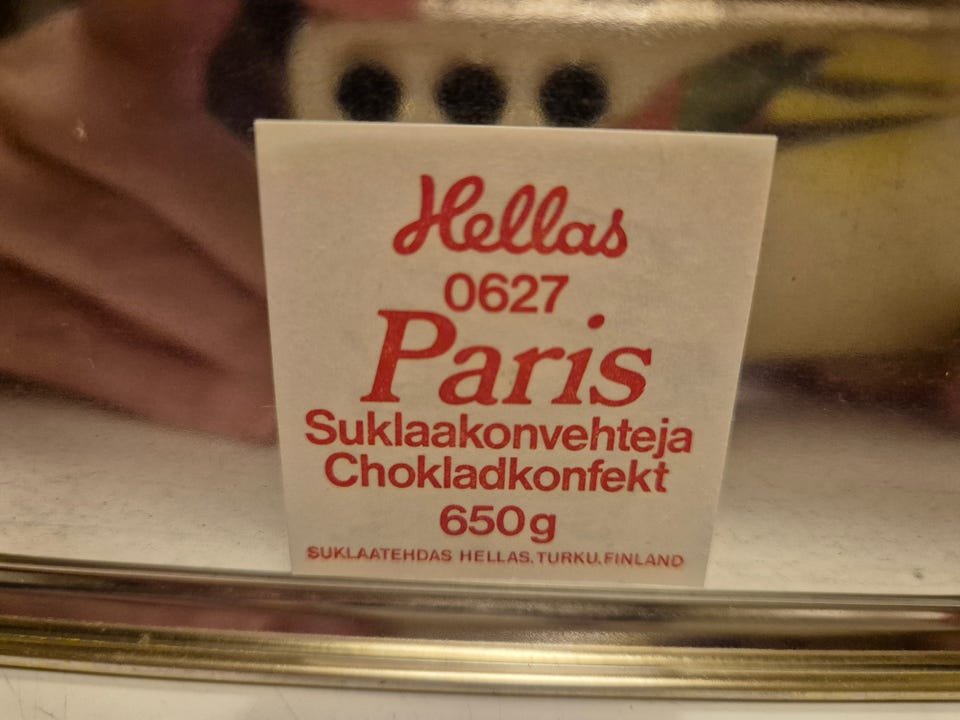 Hellas
0627
Paris
Suklaakonvehteja
Chokladkonfekt
650g
SUKLAATEHDAS HELLAS.TURKU.FINLAND